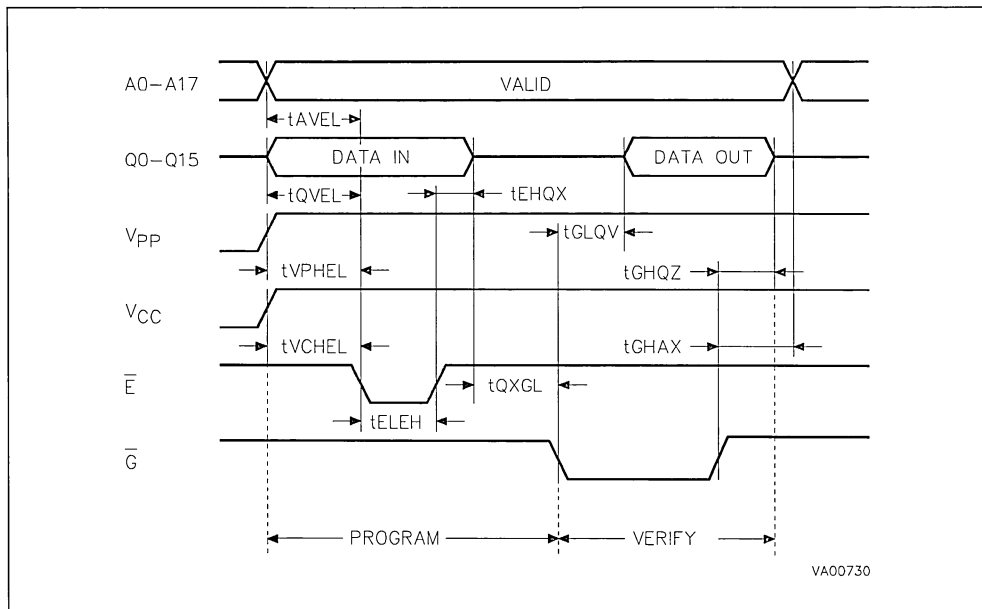 A0-A17
VALID
tAVEL
Q0-Q15
DATA IN
DATA OUT
tQVEL
tEHQX
VPP
tGLQV
tVPHEL
tGHQZ
VCC
tVCHEL
tGHAX
E
tQXGL
tELEH
G
PROGRAM
VERIFY
VA00730